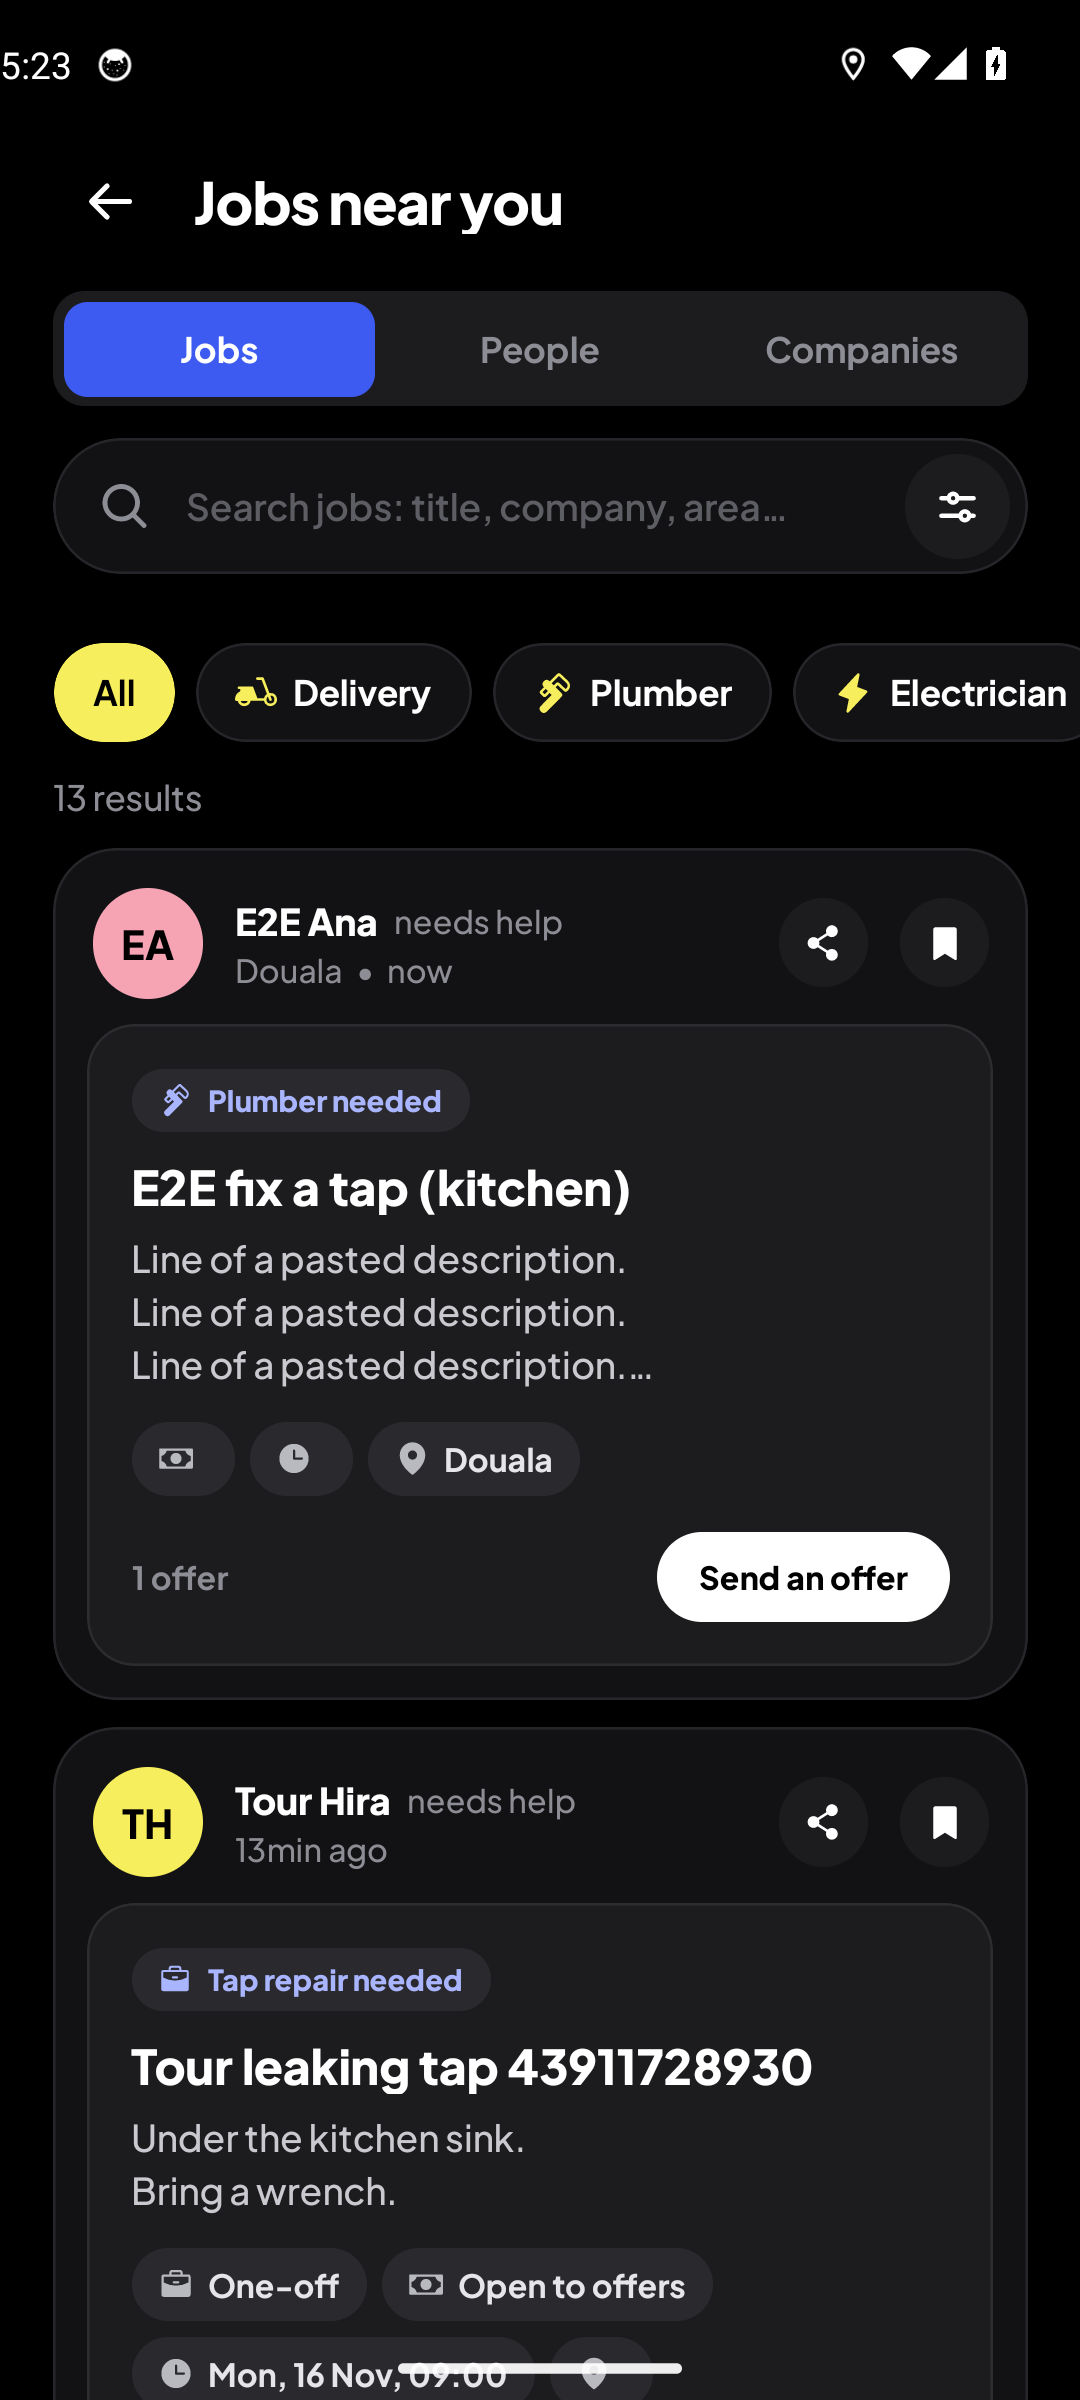 5:23
Jobs near you
Jobs
People
Companies
Search jobs: title, company, area...
All
Delivery
Plumber
Electrician
13 results
EA
E2E Ana needs help
Douala • now
Plumber needed
E2E fix a tap (kitchen)
Line of a pasted description.
Line of a pasted description.
Line of a pasted description....
Douala
1 offer
Send an offer
TH
Tour Hira needs help
13min ago
Tap repair needed
Tour leaking tap 43911728930
Under the kitchen sink.
Bring a wrench.
One-off
Open to offers
Mon, 16 Nov, 09:00